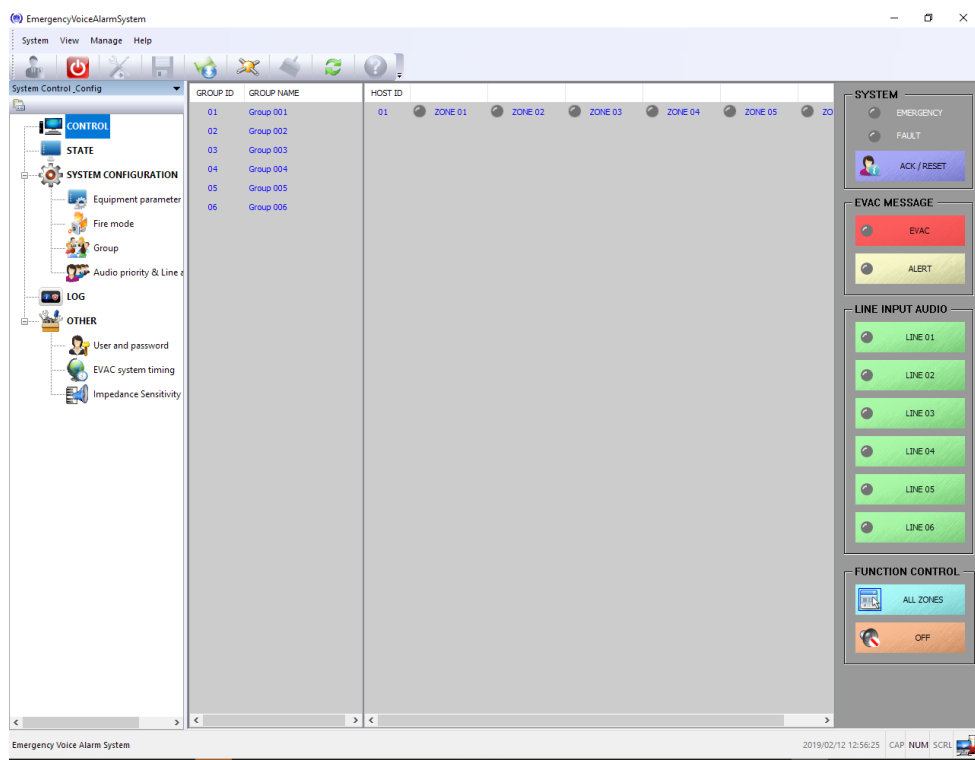 EmergencyVoiceAlarmSystem
System View Manage Help
System Control_Config
CONTROL
STATE
SYSTEM CONFIGURATION
Equipment parameter
Fire mode
Group
Audio priority & Line a
LOG
OTHER
User and password
EVAC system timing
Impedance Sensitivity
GROUP ID GROUP NAME
01 Group 001
02 Group 002
03 Group 003
04 Group 004
05 Group 005
06 Group 006
HOST ID
01 ZONE 01 ZONE 02 ZONE 03 ZONE 04 ZONE 05 ZO
SYSTEM
EMERGENCY
FAULT
ACK / RESET
EVAC MESSAGE
EVAC
ALERT
LINE INPUT AUDIO
LINE 01
LINE 02
LINE 03
LINE 04
LINE 05
LINE 06
FUNCTION CONTROL
ALL ZONES
OFF
Emergency Voice Alarm System 2019/02/12 12:56:25 CAP NUM SCRL